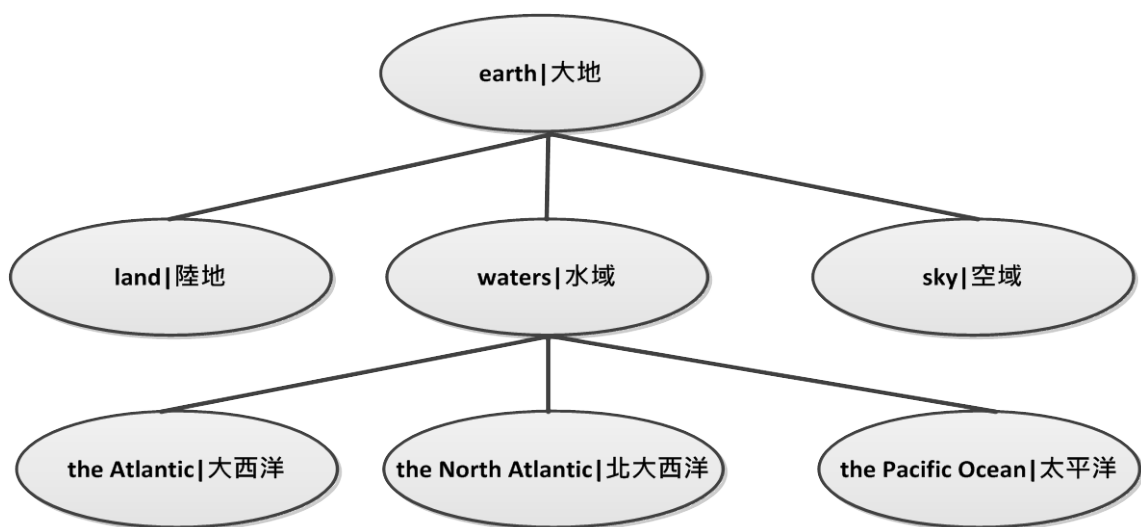 earth|大地
land|陸地
waters|水域
sky|空域
the Atlantic|大西洋
the North Atlantic|北大西洋
the Pacific Ocean|太平洋